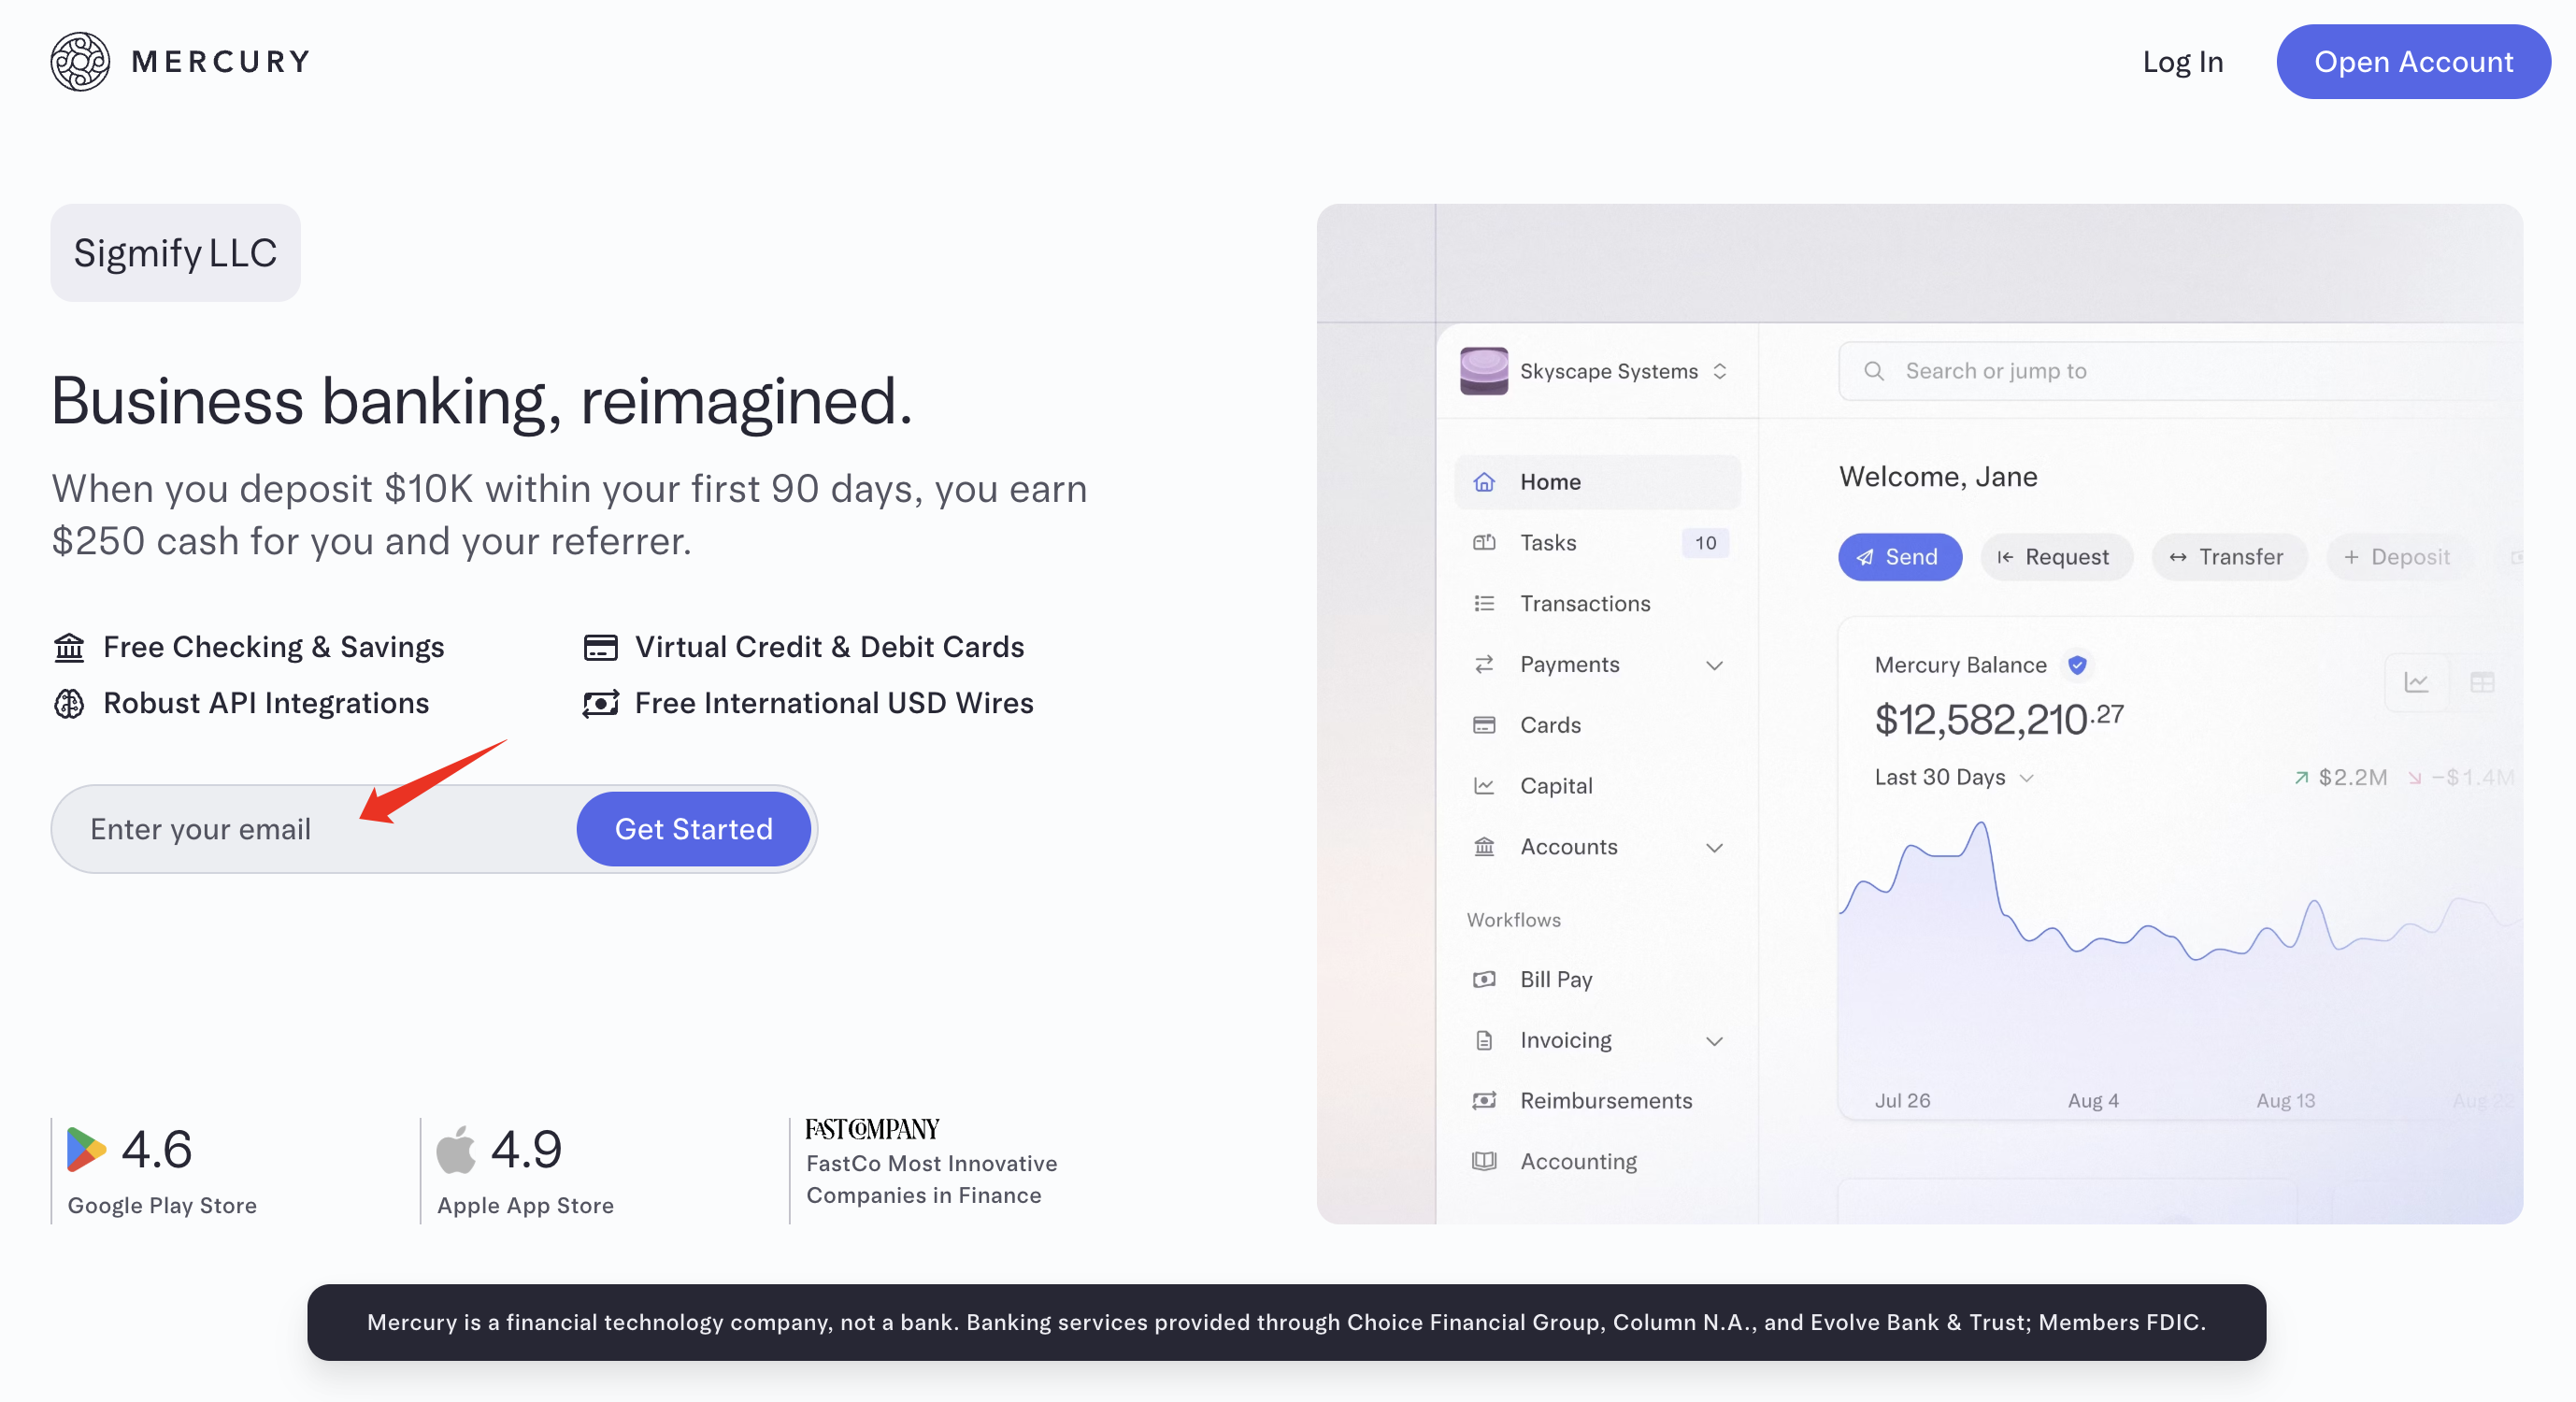 MERCURY
Log In
Open Account
Sigmify LLC
Business banking, reimagined.
When you deposit $10K within your first 90 days, you earn
$250 cash for you and your referrer.
Free Checking & Savings
Virtual Credit & Debit Cards
Robust API Integrations
Free International USD Wires
Enter your email
Get Started
4.6
Google Play Store
4.9
Apple App Store
FAST COMPANY
FastCo Most Innovative
Companies in Finance
Skyscape Systems
Search or jump to
Home
Tasks
10
Transactions
Payments
Cards
Capital
Accounts
Workflows
Bill Pay
Invoicing
Reimbursements
Accounting
Welcome, Jane
Send
Request
Transfer
Deposit
Mercury Balance
$12,582,210.27
Last 30 Days
$2.2M
−$1.4M
Jul 26
Aug 4
Aug 13
Aug 22
Mercury is a financial technology company, not a bank. Banking services provided through Choice Financial Group, Column N.A., and Evolve Bank & Trust; Members FDIC.